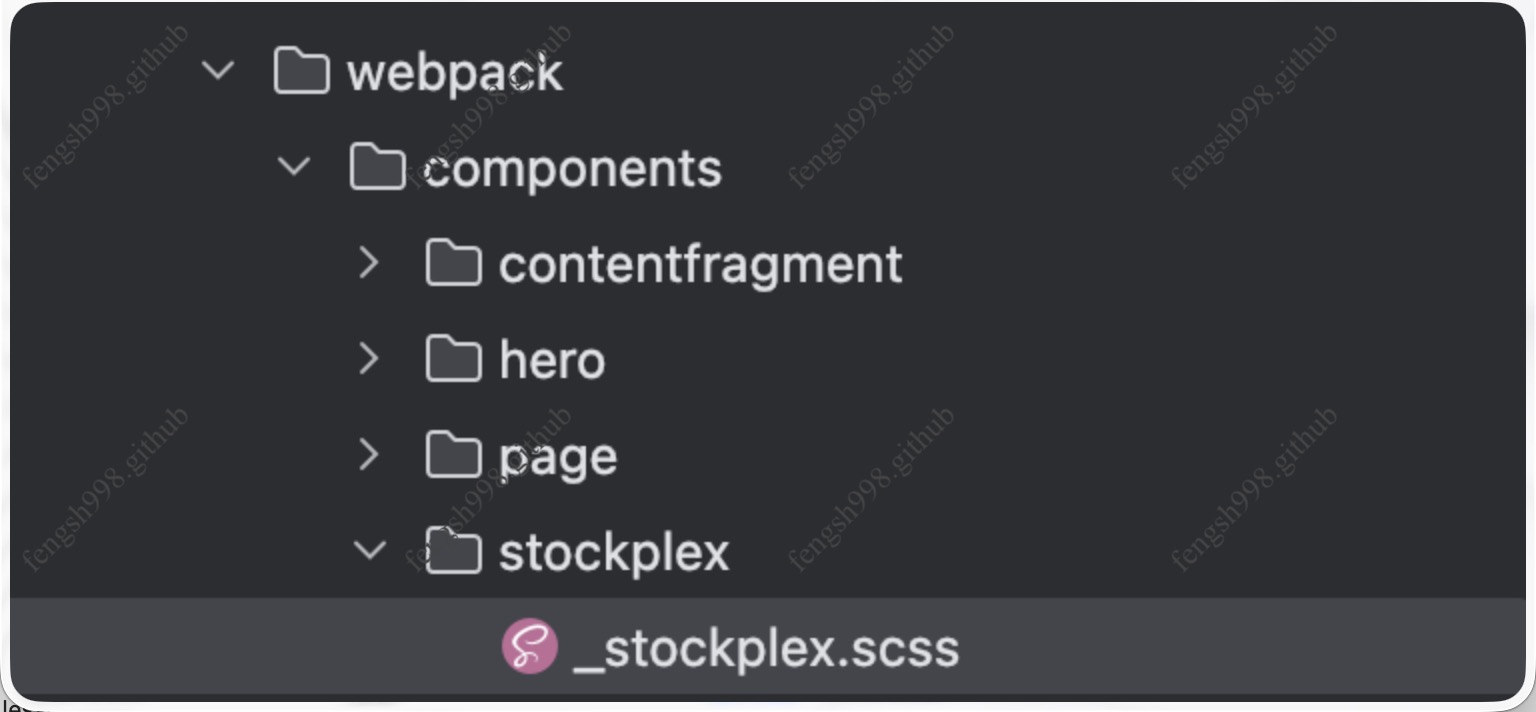 webpack
components
contentfragment
hero
page
stockplex
_stockplex.scss
fengsh998.github
fengsh998.github
fengsh998.github
fengsh998.github
fengsh998.github
fengsh998.github
fengsh998.github
fengsh998.github